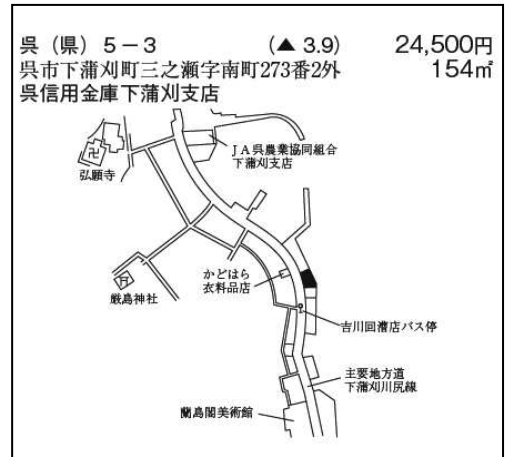 呉（県）5－3　（▲ 3.9）　24,500円
呉市下蒲刈町三之瀬字南町273番2外　154㎡
呉信用金庫下蒲刈支店
JA呉農業協同組合
下蒲刈支店
弘願寺
かどはら
衣料品店
厳島神社
吉川回漕店バス停
主要地方道
下蒲刈川尻線
蘭島閣美術館